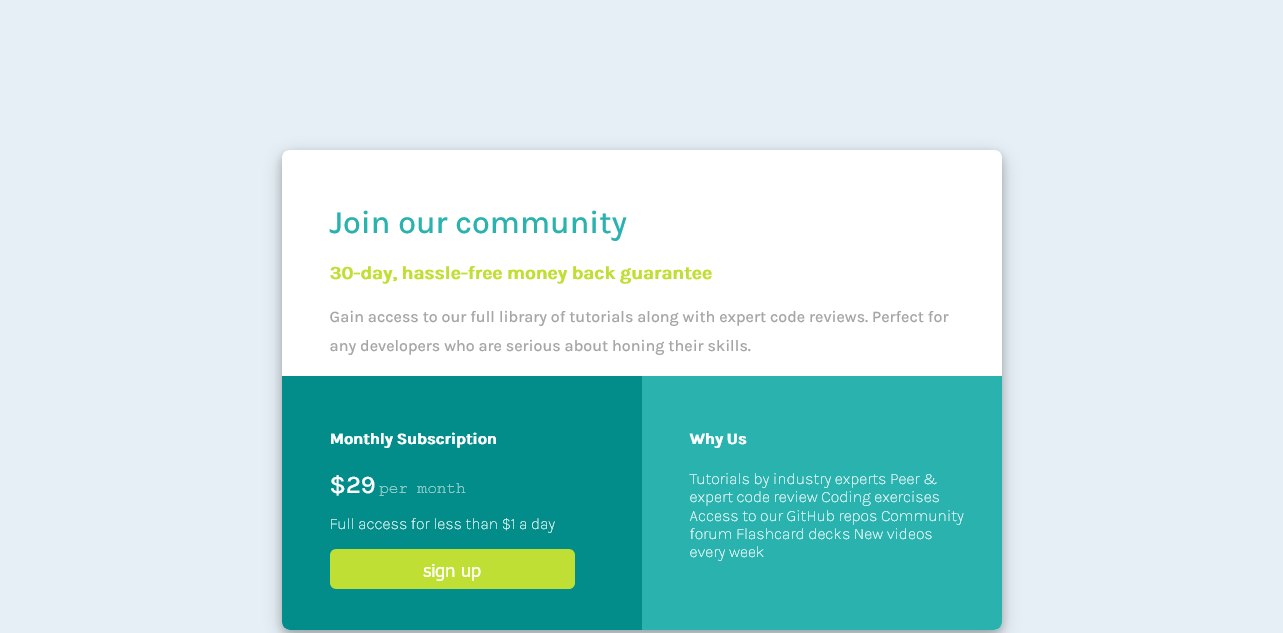 Join our community
30-day, hassle-free money back guarantee
Gain access to our full library of tutorials along with expert code reviews. Perfect for
any developers who are serious about honing their skills.
Monthly Subscription
$29 per month
Full access for less than $1 a day
sign up
Why Us
Tutorials by industry experts Peer &
expert code review Coding exercises
Access to our GitHub repos Community
forum Flashcard decks New videos
every week